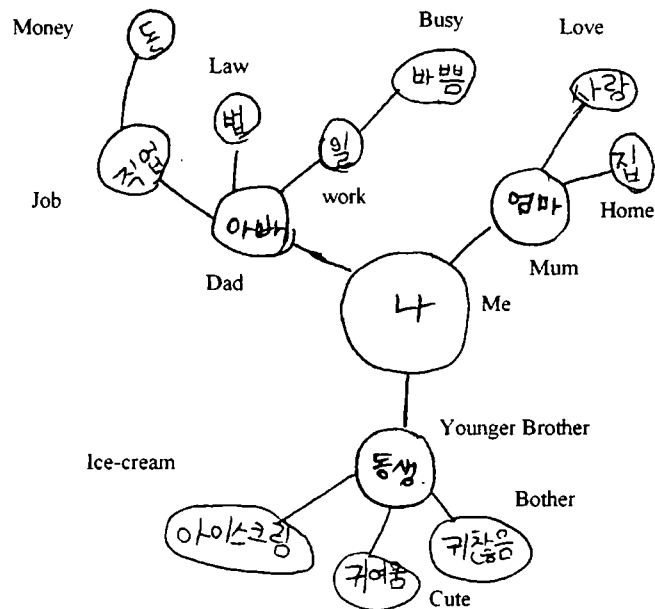 Money
돈
Law
법
Busy
바쁨
Love
사랑
Job
직업
일
work
집
Home
아빠
Dad
엄마
Mum
나
Me
Younger Brother
동생
Ice-cream
아이스크림
Bother
귀찮음
귀여움
Cute